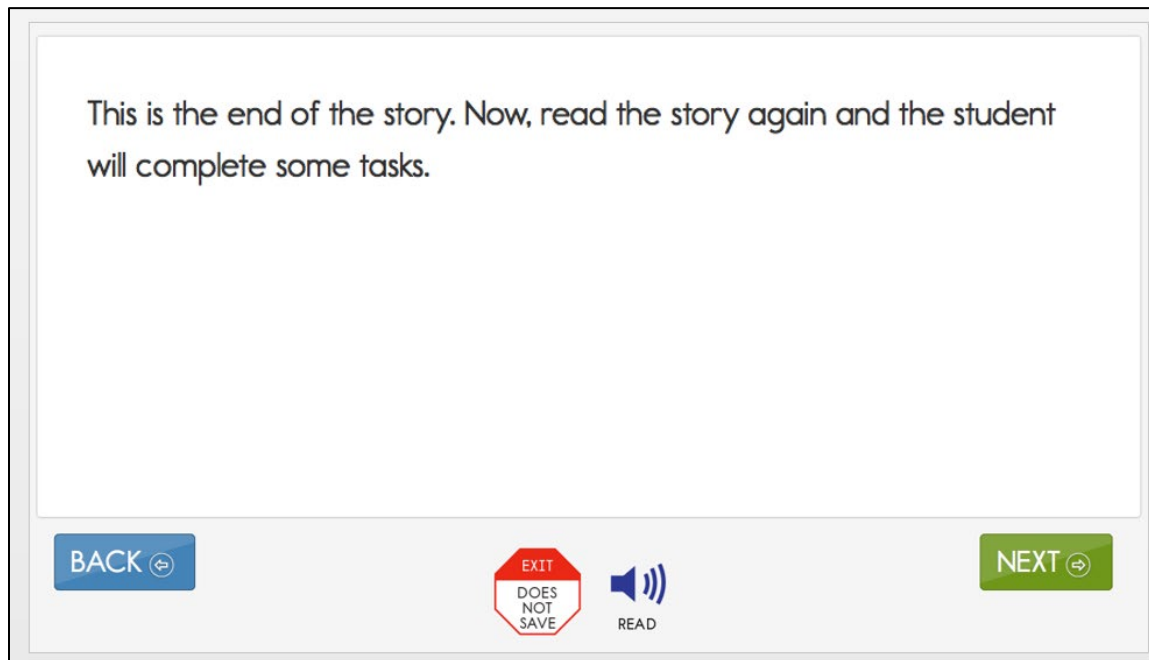 This is the end of the story. Now, read the story again and the student
will complete some tasks.
BACK
EXIT
DOES
NOT
SAVE
READ
NEXT